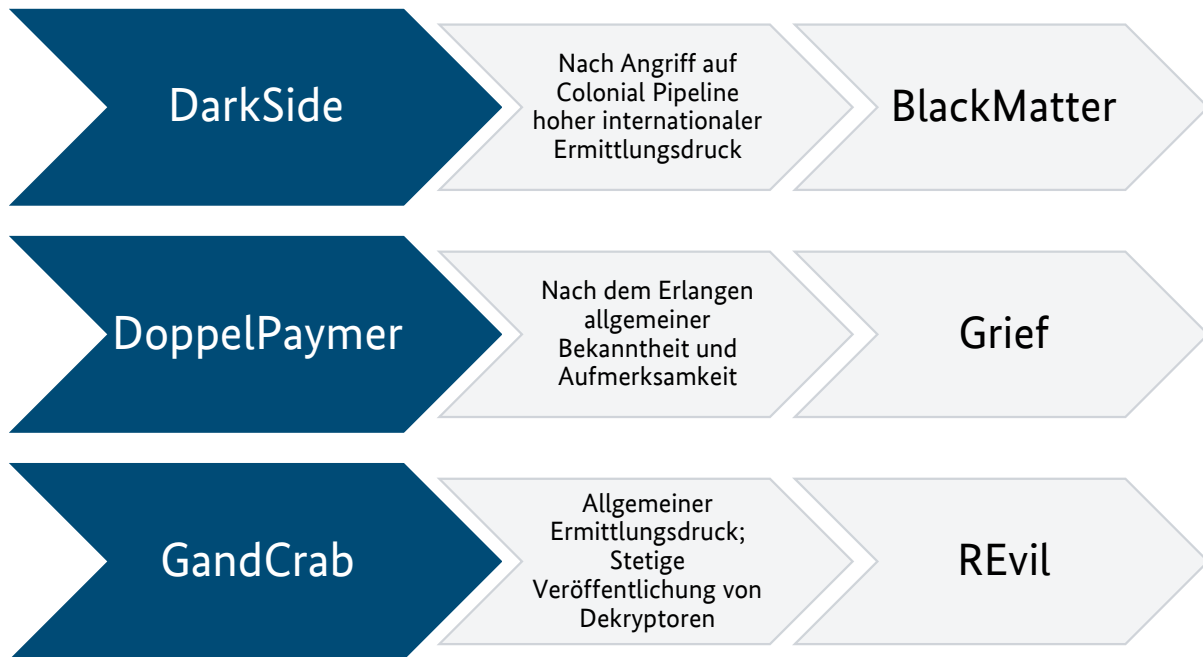 DarkSide
Nach Angriff auf
Colonial Pipeline
hoher internationaler
Ermittlungsdruck
BlackMatter
DoppelPaymer
Nach dem Erlangen
allgemeiner
Bekanntheit und
Aufmerksamkeit
Grief
GandCrab
Allgemeiner
Ermittlungsdruck;
Stetige
Veröffentlichung von
Dekryptoren
REvil